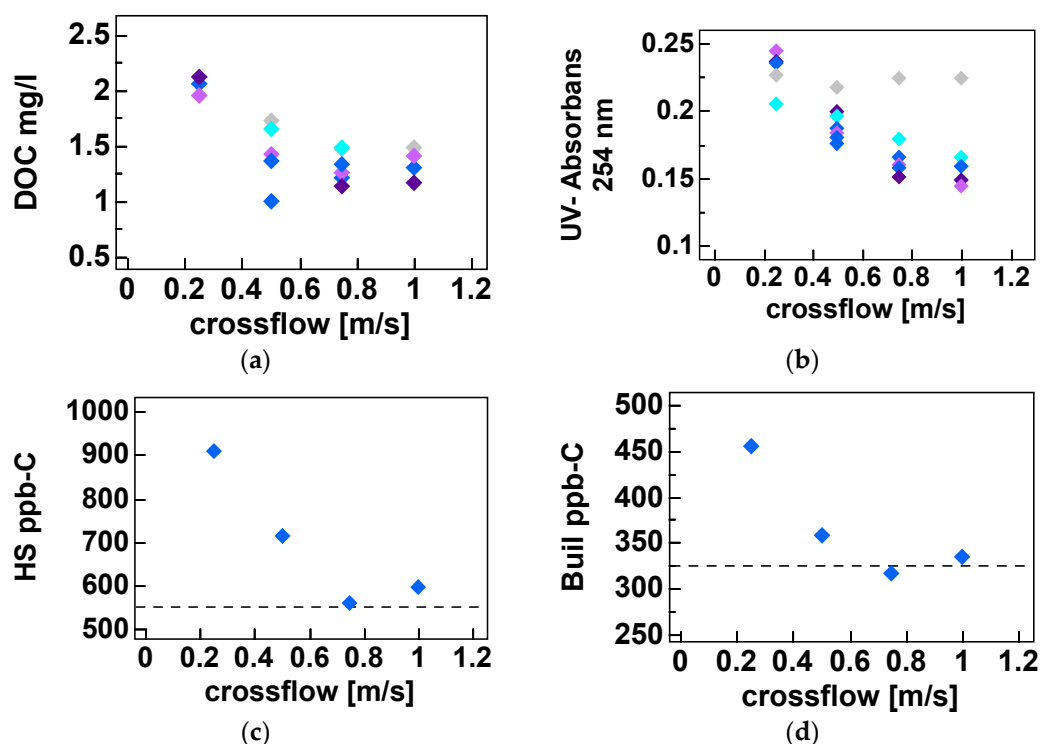 2.5
2
1.5
1
0.5
DOC mg/l
0 0.2 0.4 0.6 0.8 1 1.2
crossflow [m/s]
(a)
(a)
0.25
0.2
0.15
0.1
UV- Absorbans
254 nm
0 0.2 0.4 0.6 0.8 1 1.2
crossflow [m/s]
(b)
(b)
1000
900
800
700
600
500
HS ppb-C
0 0.2 0.4 0.6 0.8 1 1.2
crossflow [m/s]
(c)
500
450
400
350
300
250
Buil ppb-C
0 0.2 0.4 0.6 0.8 1 1.2
crossflow [m/s]
(d)